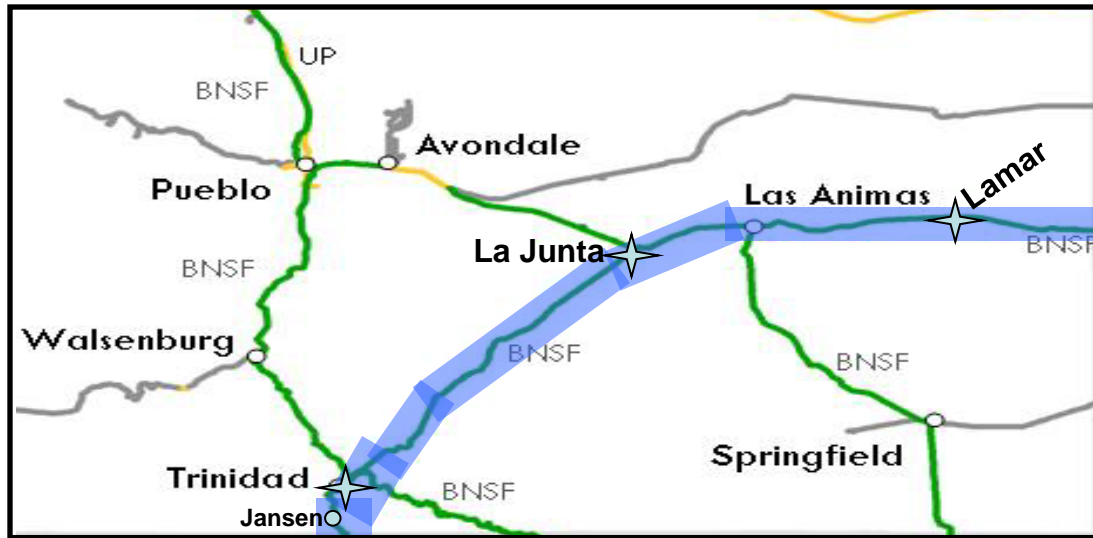 UP
BNSF
Avondale
Pueblo
Lamar
Las Animas
La Junta
BNSF
BNSF
Walsenburg
BNSF
BNSF
Springfield
Trinidad
BNSF
Jansen